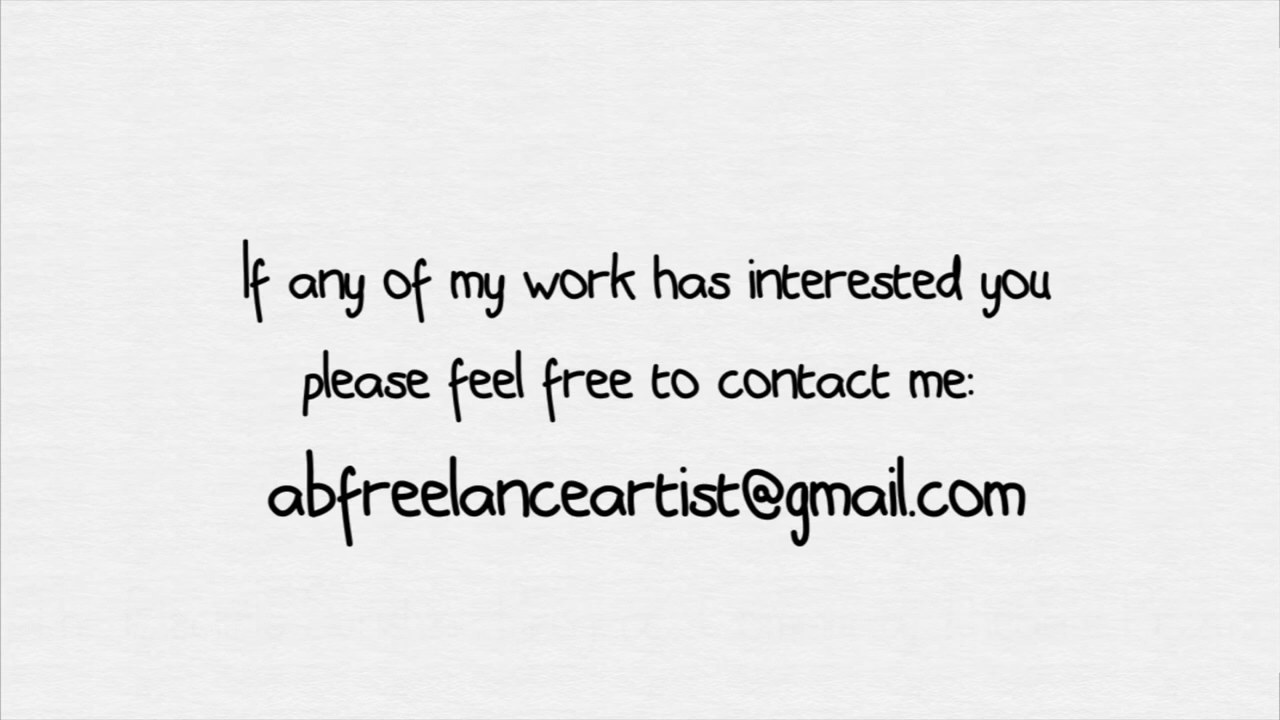 If any of my work has interested you
please feel free to contact me:
abfreelanceartist@gmail.com